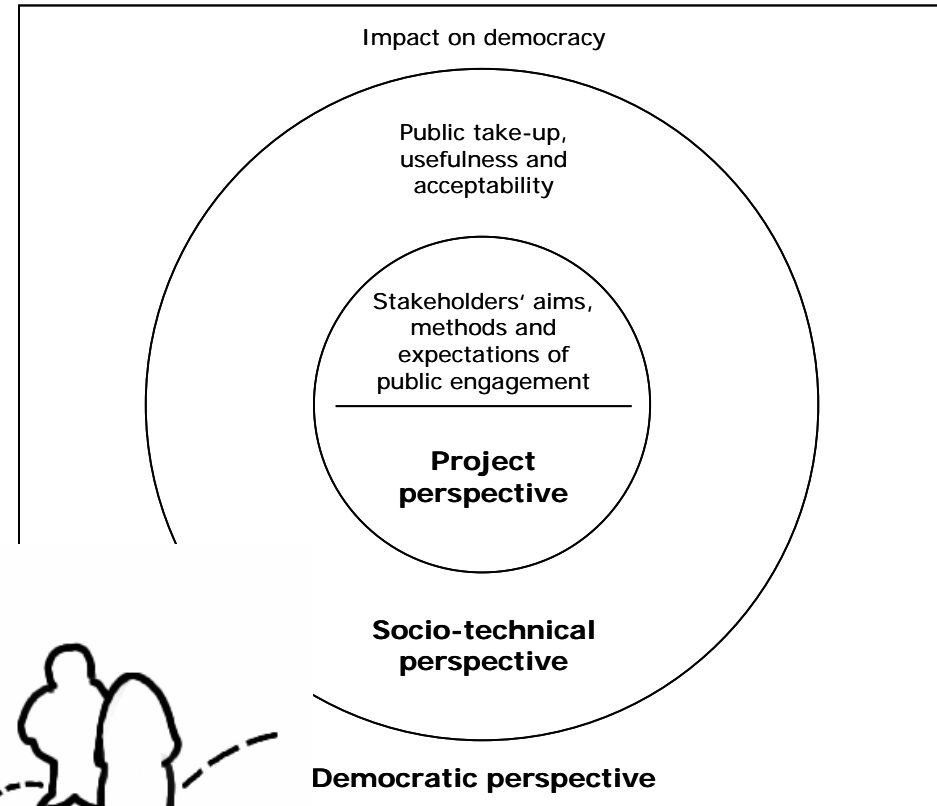 Impact on democracy
Public take-up,
usefulness and
acceptability
Stakeholders' aims,
methods and
expectations of
public engagement
Project
perspective
Socio-technical
perspective
Democratic perspective